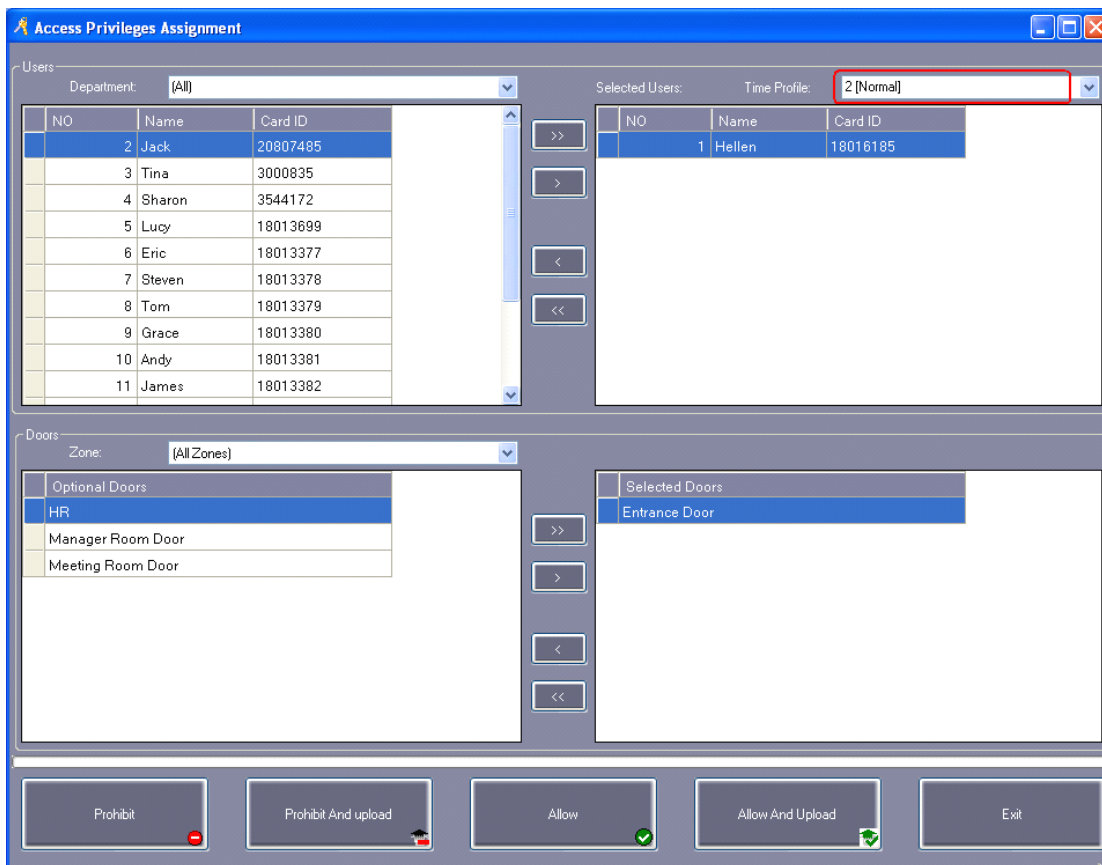 Access Privileges Assignment
Users
Department: (All) Selected Users: Time Profile: 2 [Normal]
NO Name Card ID
2 Jack 20807485
3 Tina 3000835
4 Sharon 3544172
5 Lucy 18013699
6 Eric 18013377
7 Steven 18013378
8 Tom 18013379
9 Grace 18013380
10 Andy 18013381
11 James 18013382
>>
>
<
<<
NO Name Card ID
1 Hellen 18016185
Doors
Zone: (All Zones)
Optional Doors
HR
Manager Room Door
Meeting Room Door
>>
>
<
<<
Selected Doors
Entrance Door
Prohibit Prohibit And upload Allow Allow And Upload Exit